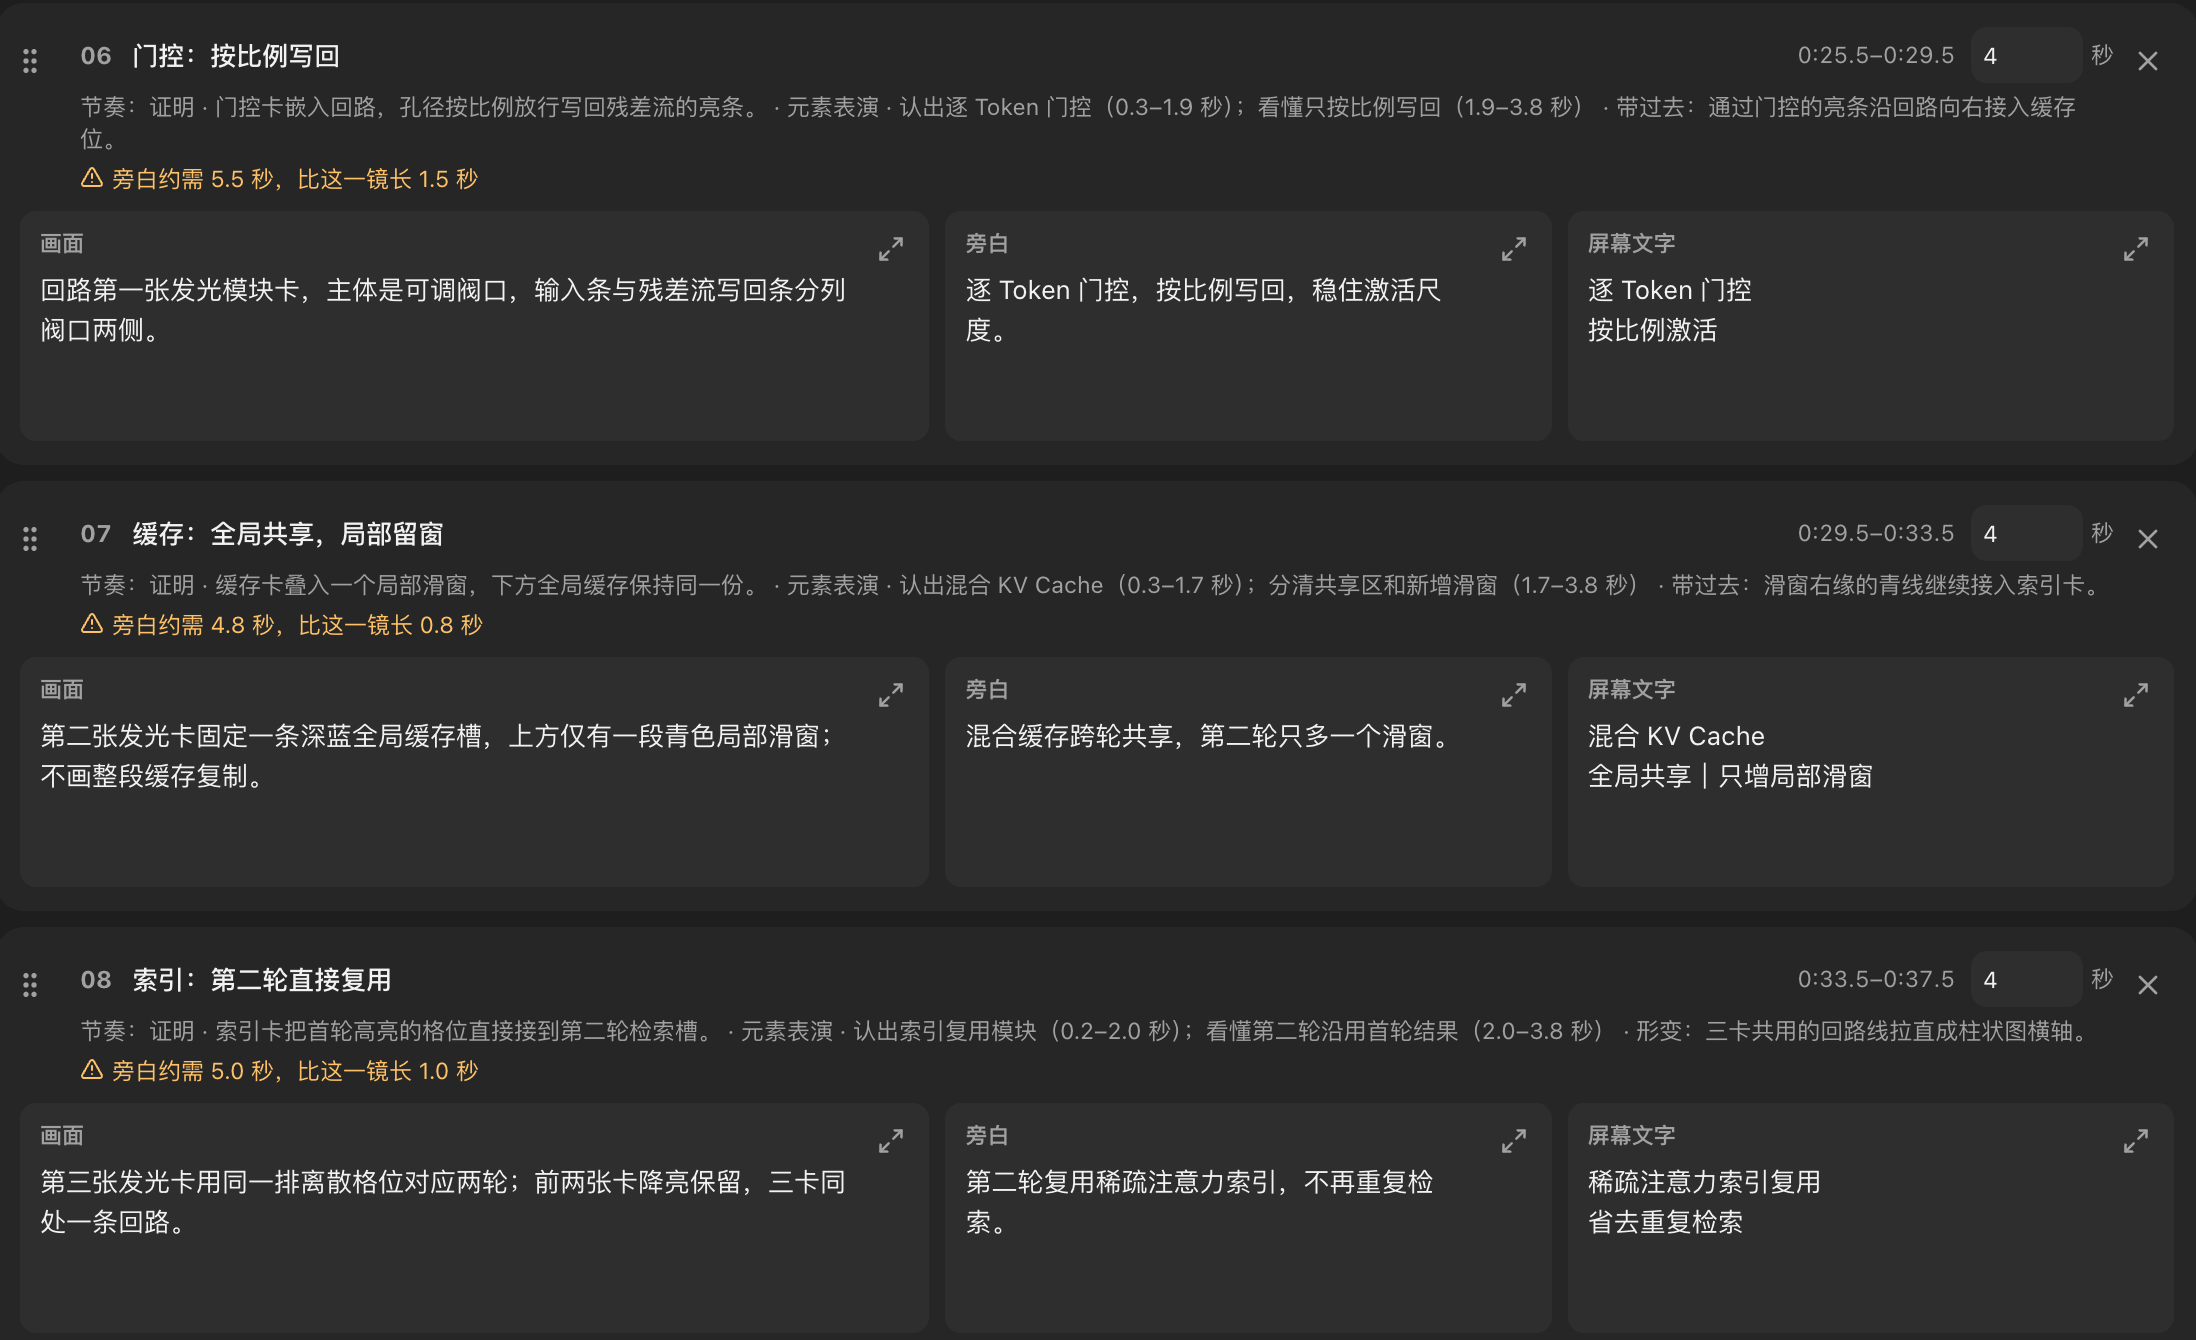 06 门控：按比例写回 0:25.5–0:29.5 4 秒
节奏：证明 · 门控卡嵌入回路，孔径按比例放行写回残差流的亮条。 · 元素表演 · 认出逐 Token 门控（0.3–1.9 秒）；看懂只按比例写回（1.9–3.8 秒） · 带过去：通过门控的亮条沿回路向右接入缓存
位。
旁白约需 5.5 秒，比这一镜长 1.5 秒
画面
回路第一张发光模块卡，主体是可调阀口，输入条与残差流写回条分列
阀口两侧。
旁白
逐 Token 门控，按比例写回，稳住激活尺
度。
屏幕文字
逐 Token 门控
按比例激活
07 缓存：全局共享，局部留窗 0:29.5–0:33.5 4 秒
节奏：证明 · 缓存卡叠入一个局部滑窗，下方全局缓存保持同一份。 · 元素表演 · 认出混合 KV Cache（0.3–1.7 秒）；分清共享区和新增滑窗（1.7–3.8 秒） · 带过去：滑窗右缘的青线继续接入索引卡。
旁白约需 4.8 秒，比这一镜长 0.8 秒
画面
第二张发光卡固定一条深蓝全局缓存槽，上方仅有一段青色局部滑窗；
不画整段缓存复制。
旁白
混合缓存跨轮共享，第二轮只多一个滑窗。
屏幕文字
混合 KV Cache
全局共享｜只增局部滑窗
08 索引：第二轮直接复用 0:33.5–0:37.5 4 秒
节奏：证明 · 索引卡把首轮高亮的格位直接接到第二轮检索槽。 · 元素表演 · 认出索引复用模块（0.2–2.0 秒）；看懂第二轮沿用首轮结果（2.0–3.8 秒） · 形变：三卡共用的回路线拉直成柱状图横轴。
旁白约需 5.0 秒，比这一镜长 1.0 秒
画面
第三张发光卡用同一排离散格位对应两轮；前两张卡降亮保留，三卡同
处一条回路。
旁白
第二轮复用稀疏注意力索引，不再重复检
索。
屏幕文字
稀疏注意力索引复用
省去重复检索